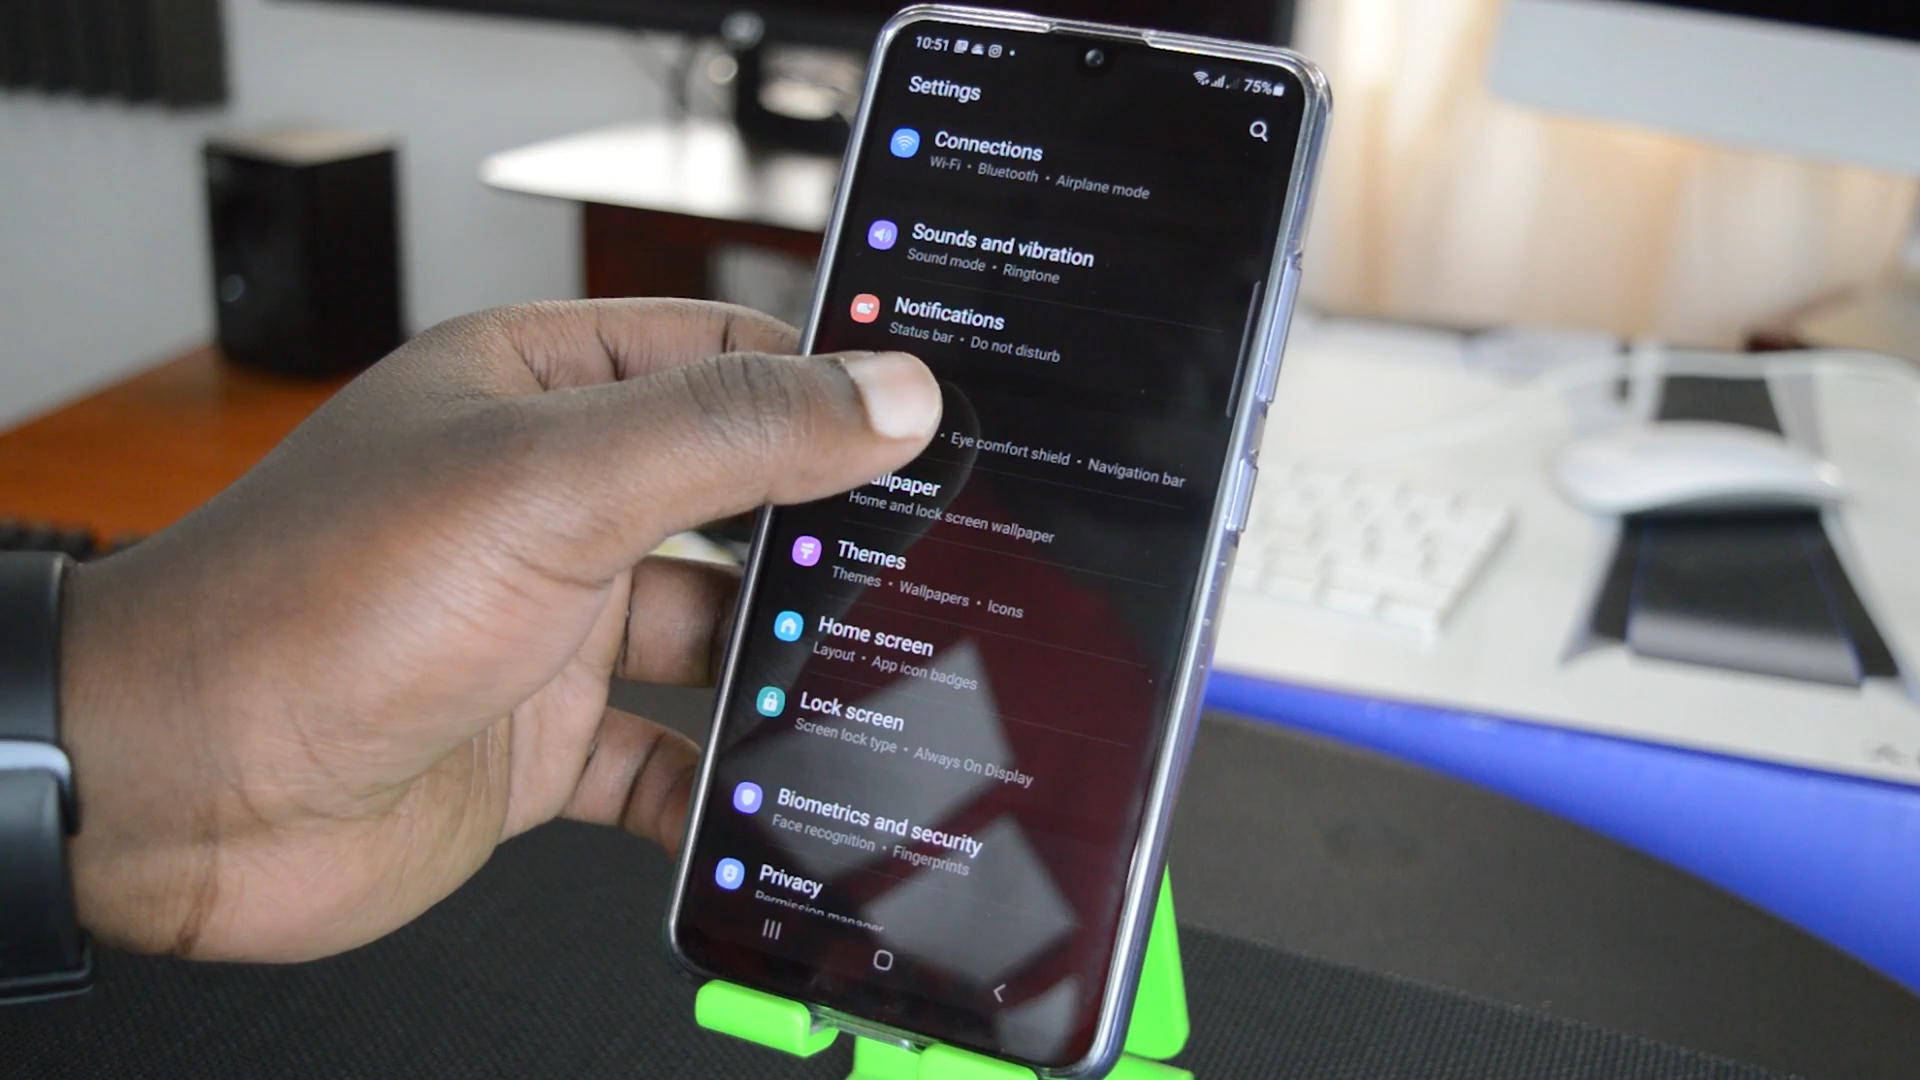 10:51
75%
Settings
Connections
Wi-Fi • Bluetooth • Airplane mode
Sounds and vibration
Sound mode • Ringtone
Notifications
Status bar • Do not disturb
• Eye comfort shield • Navigation bar
allpaper
Home and lock screen wallpaper
Themes
Themes • Wallpapers • Icons
Home screen
Layout • App icon badges
Lock screen
Screen lock type • Always On Display
Biometrics and security
Face recognition • Fingerprints
Privacy
Permission manager